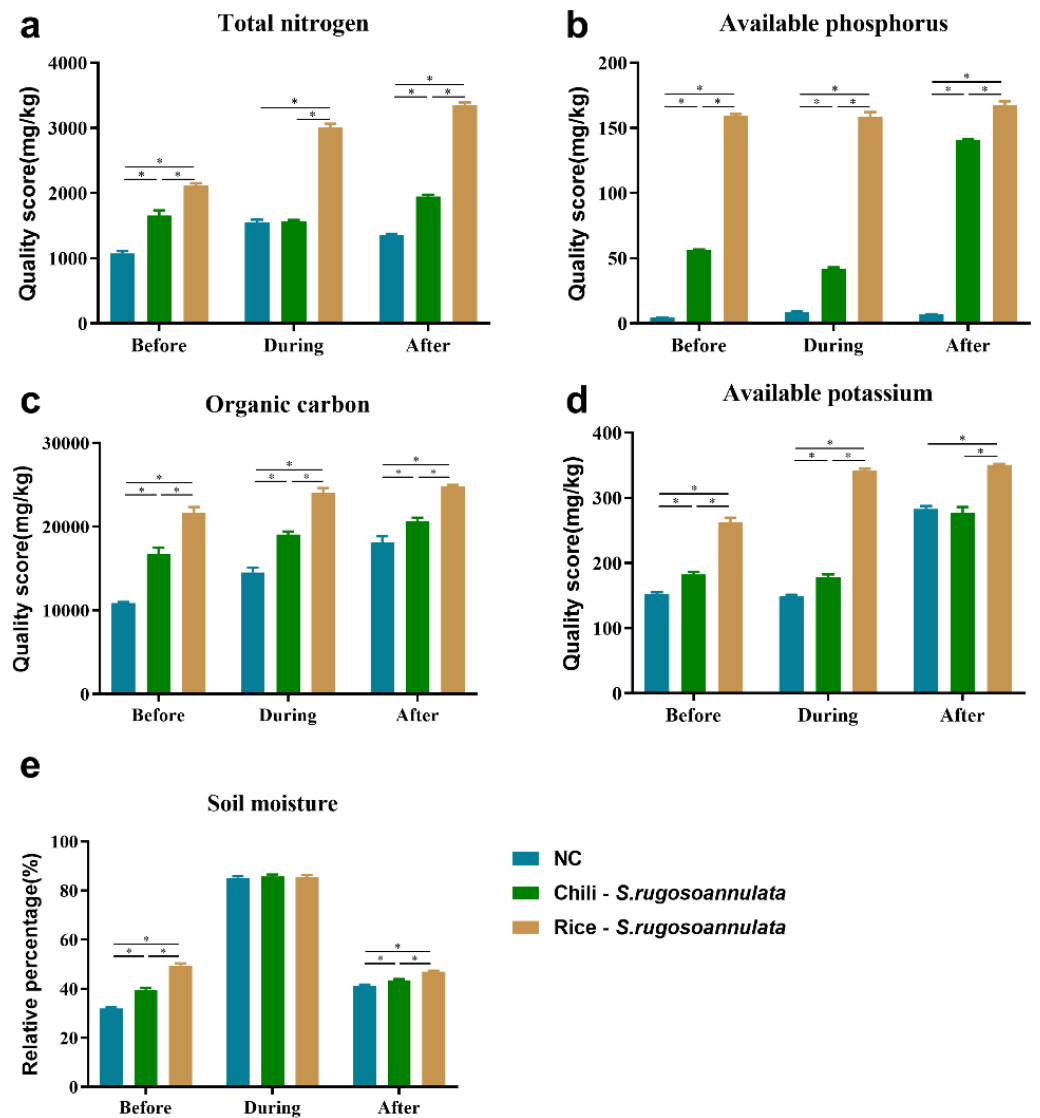 a
Total nitrogen
Quality score(mg/kg)
4000
3000
2000
1000
0
* * *
* *
* * *
Before During After
b
Available phosphorus
Quality score(mg/kg)
200
150
100
50
0
* * *
* * *
* * *
Before During After
c
Organic carbon
Quality score(mg/kg)
30000
20000
10000
0
* * *
* * *
* * *
Before During After
d
Available potassium
Quality score(mg/kg)
400
300
200
100
0
* * *
* * *
* *
Before During After
e
Soil moisture
Relative percentage(%)
100
80
60
40
20
0
* * *
* * *
Before During After
NC
Chili - S.rugosoannulata
Rice - S.rugosoannulata